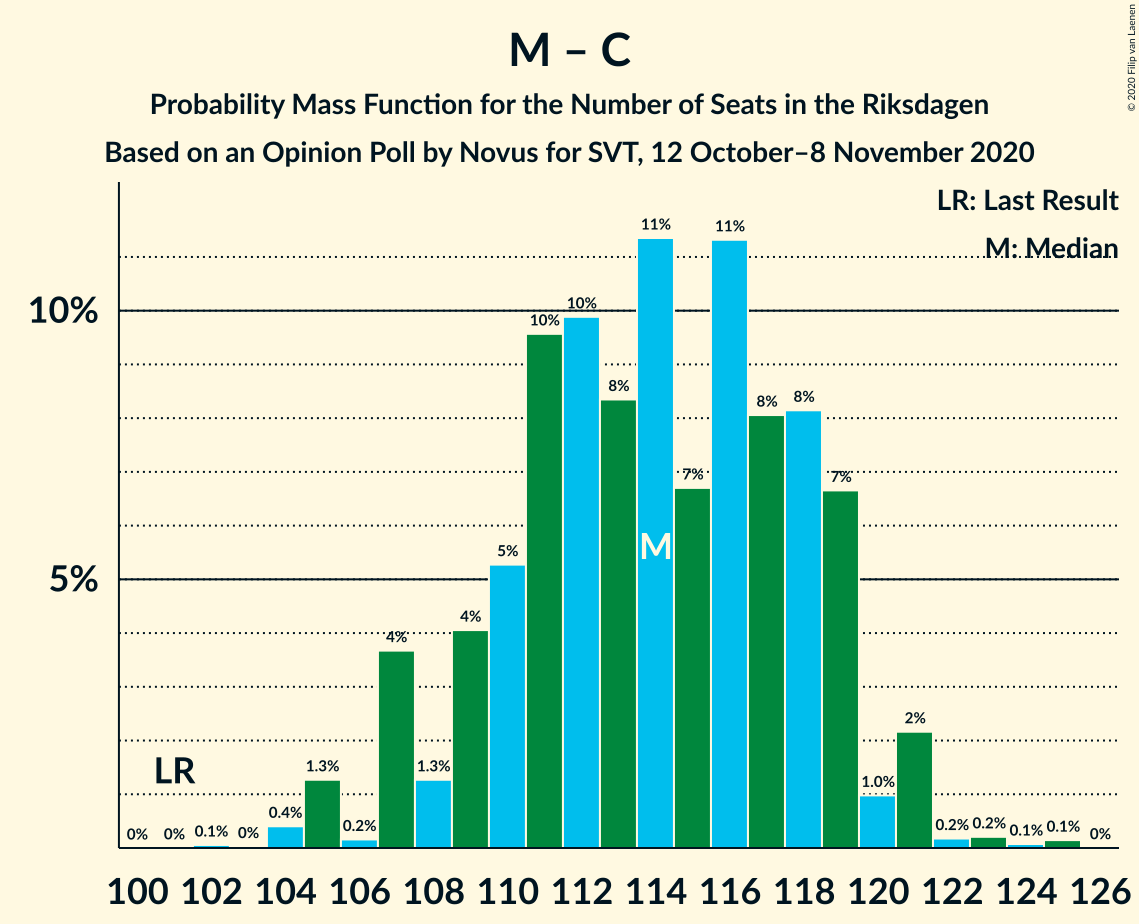 M – C
Probability Mass Function for the Number of Seats in the Riksdagen
Based on an Opinion Poll by Novus for SVT, 12 October–8 November 2020
© 2020 Filip van Laenen
LR: Last Result
M: Median
10%
5%
LR
M
0% 0% 0.1% 0% 0.4% 1.3% 0.2% 4% 1.3% 4% 5% 10% 10% 8% 11% 7% 11% 8% 8% 7% 1.0% 2% 0.2% 0.2% 0.1% 0.1% 0%
100 102 104 106 108 110 112 114 116 118 120 122 124 126